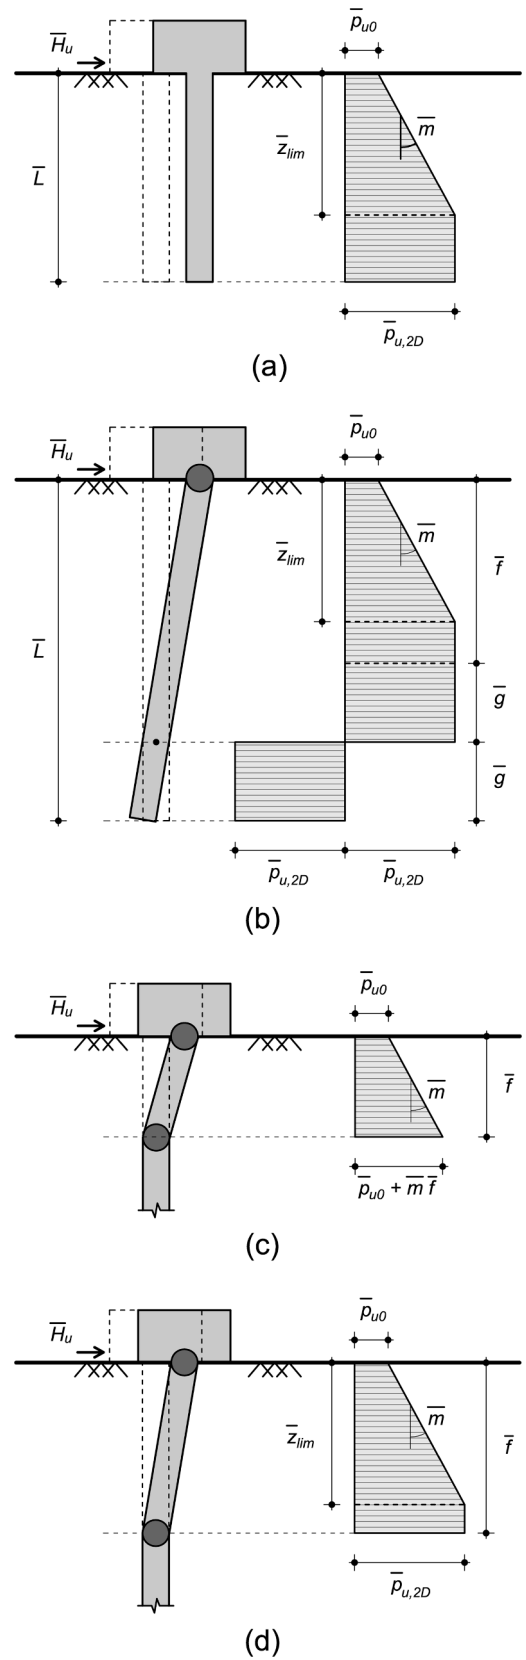 p̅u0
H̅u
m̅
z̅lim
L̅
p̅u,2D
(a)
p̅u0
H̅u
m̅
z̅lim
f̅
L̅
g̅
g̅
p̅u,2D p̅u,2D
(b)
p̅u0
H̅u
m̅
f̅
p̅u0 + m̅ f̅
(c)
p̅u0
H̅u
m̅
z̅lim
f̅
p̅u,2D
(d)